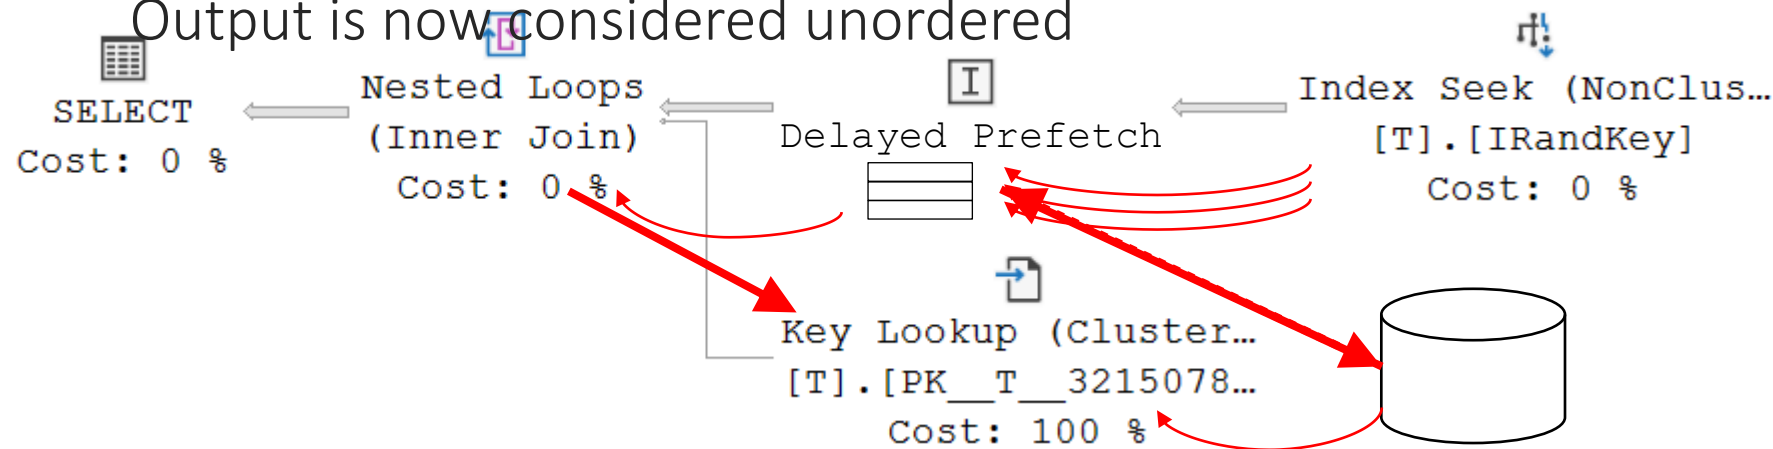 Output is now considered unordered
SELECT
Cost: 0 %
Nested Loops
(Inner Join)
Cost: 0 %
I
Delayed Prefetch
Index Seek (NonClus…
[T].[IRandKey]
Cost: 0 %
Key Lookup (Cluster…
[T].[PK__T__3215078…
Cost: 100 %